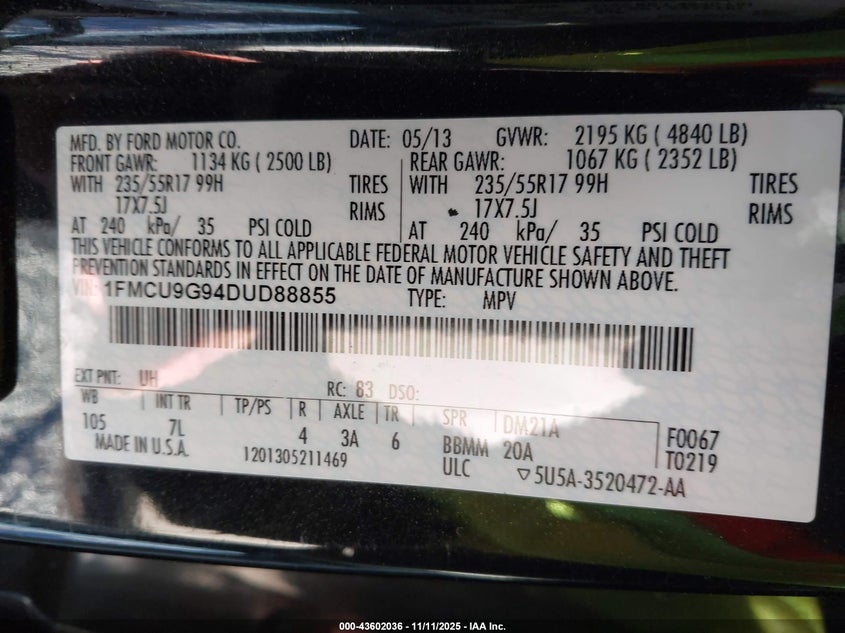 MFD. BY FORD MOTOR CO. DATE: 05/13 GVWR: 2195 KG ( 4840 LB)
FRONT GAWR: 1134 KG ( 2500 LB) REAR GAWR: 1067 KG ( 2352 LB)
WITH 235/55R17 99H TIRES WITH 235/55R17 99H TIRES
17X7.5J RIMS 17X7.5J RIMS
AT 240 kPa/ 35 PSI COLD AT 240 kPa/ 35 PSI COLD
THIS VEHICLE CONFORMS TO ALL APPLICABLE FEDERAL MOTOR VEHICLE SAFETY AND THEFT
PREVENTION STANDARDS IN EFFECT ON THE DATE OF MANUFACTURE SHOWN ABOVE.
VIN: 1FMCU9G94DUD88855 TYPE: MPV
EXT PNT: UH RC: 83 DSO:
WB INT TR TP/PS R AXLE TR SPR DM21A F0067
105 7L 4 3A 6 BBMM 20A T0219
MADE IN U.S.A. 1201305211469 ULC ▽5U5A-3520472-AA
000-43602036 - 11/11/2025 - IAA Inc.